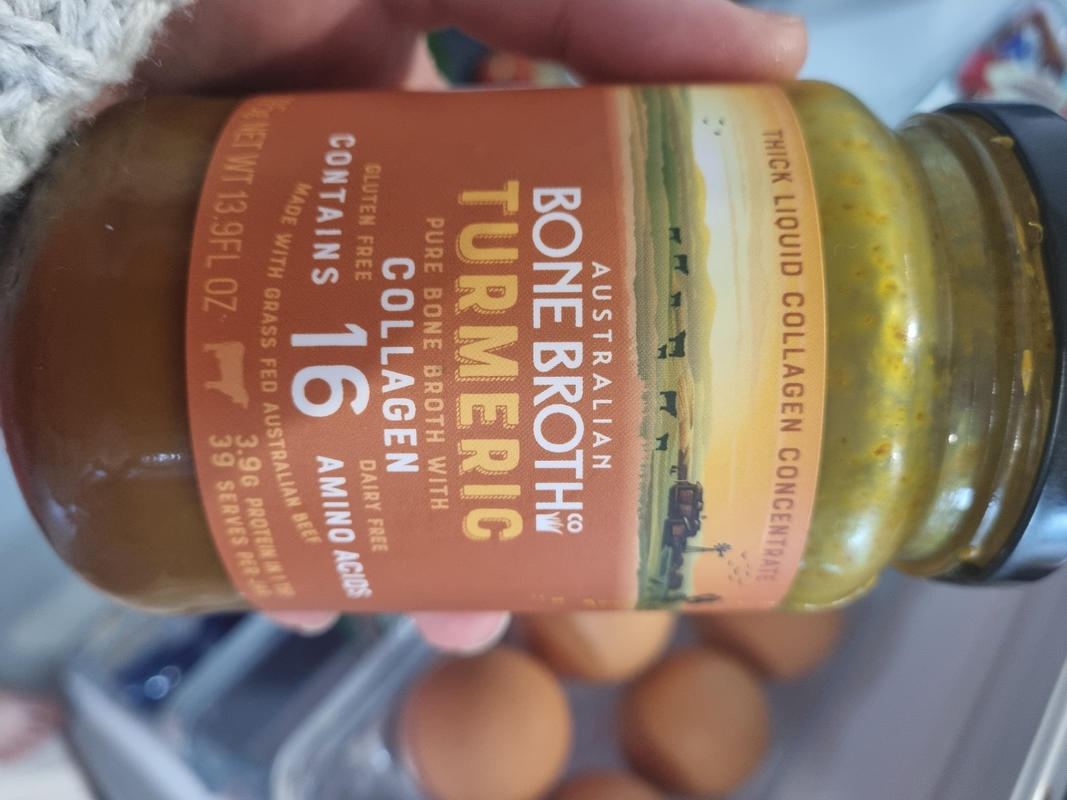 THICK LIQUID COLLAGEN CONCENTRATE
AUSTRALIAN
BONE BROTH CO
TURMERIC
PURE BONE BROTH WITH
COLLAGEN
GLUTEN FREE
DAIRY FREE
CONTAINS 16 AMINO ACIDS
MADE WITH GRASS FED AUSTRALIAN BEEF
3.9G PROTEIN
39 SERVES PER JAR
NET WT 13.9FL OZ